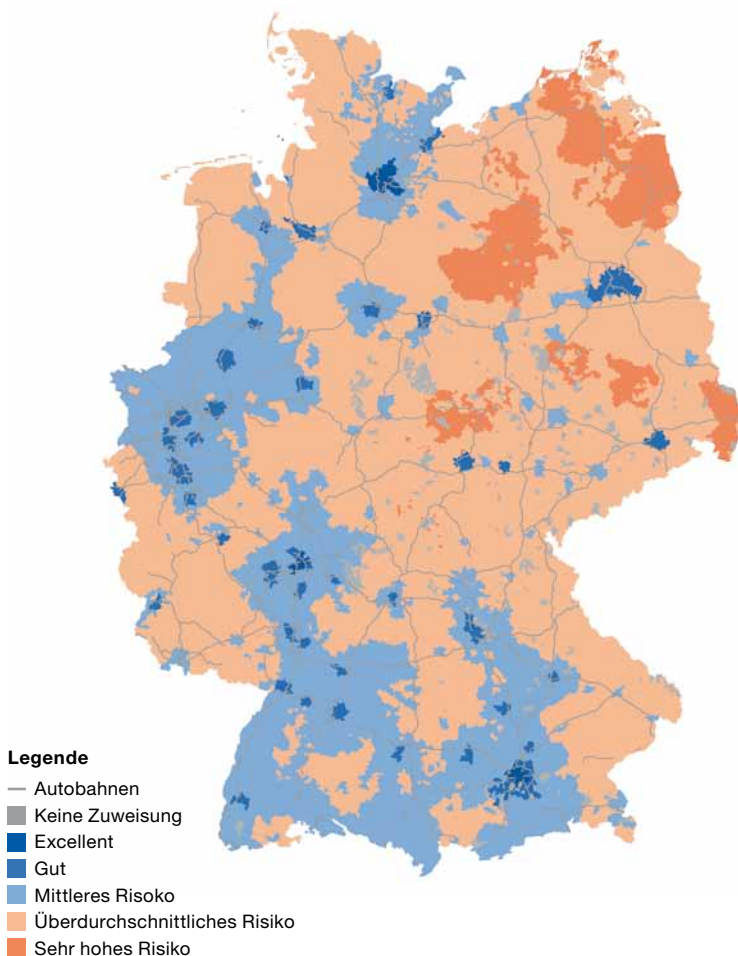 Legende
Autobahnen
Keine Zuweisung
Excellent
Gut
Mittleres Risoko
Überdurchschnittliches Risiko
Sehr hohes Risiko